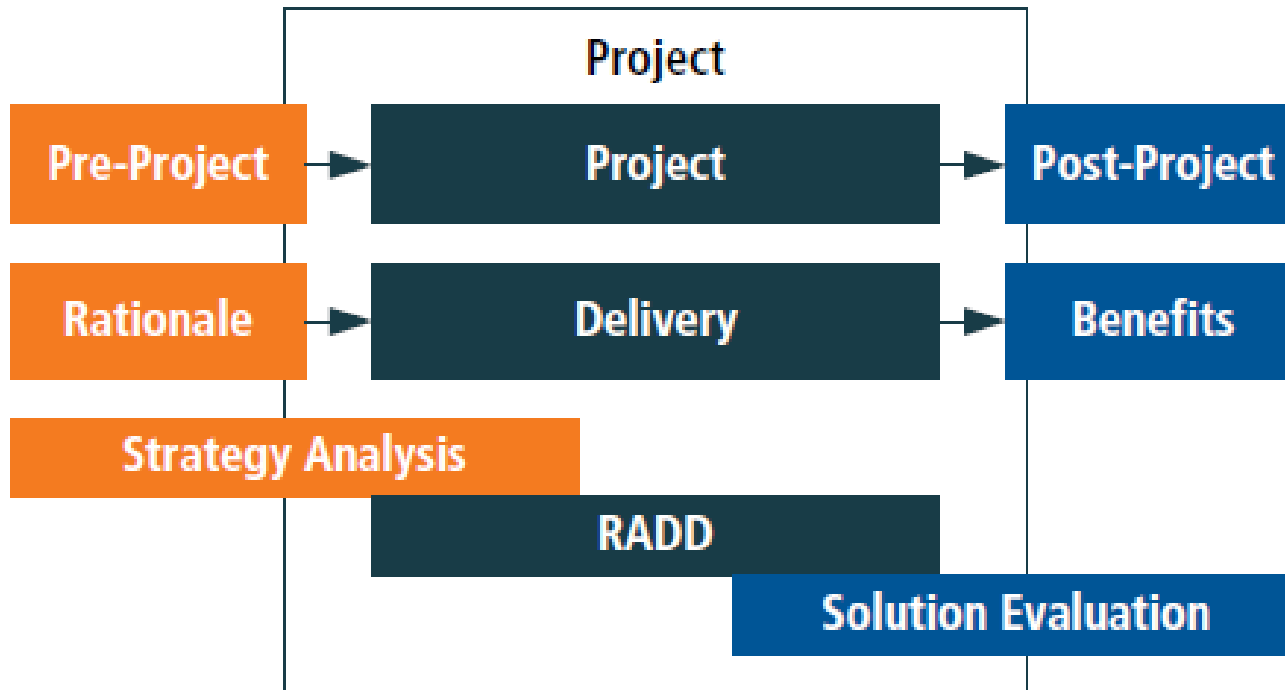 Project
Pre-Project
Project
Post-Project
Rationale
Delivery
Benefits
Strategy Analysis
RADD
Solution Evaluation